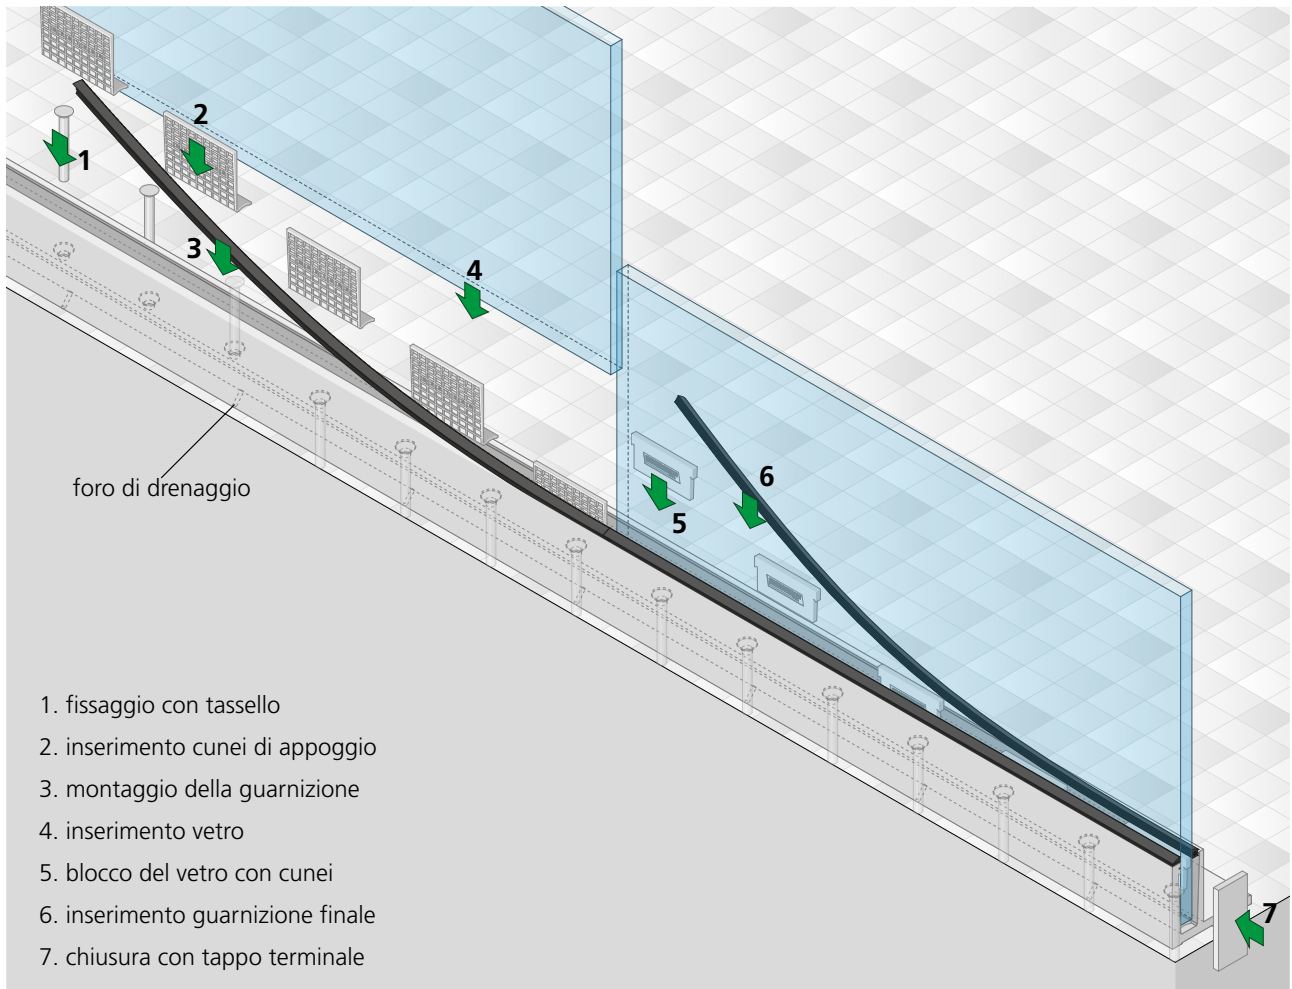 2
1
3
4
6
foro di drenaggio
5
1. fissaggio con tassello
2. inserimento cunei di appoggio
3. montaggio della guarnizione
4. inserimento vetro
5. blocco del vetro con cunei
6. inserimento guarnizione finale
7
7. chiusura con tappo terminale